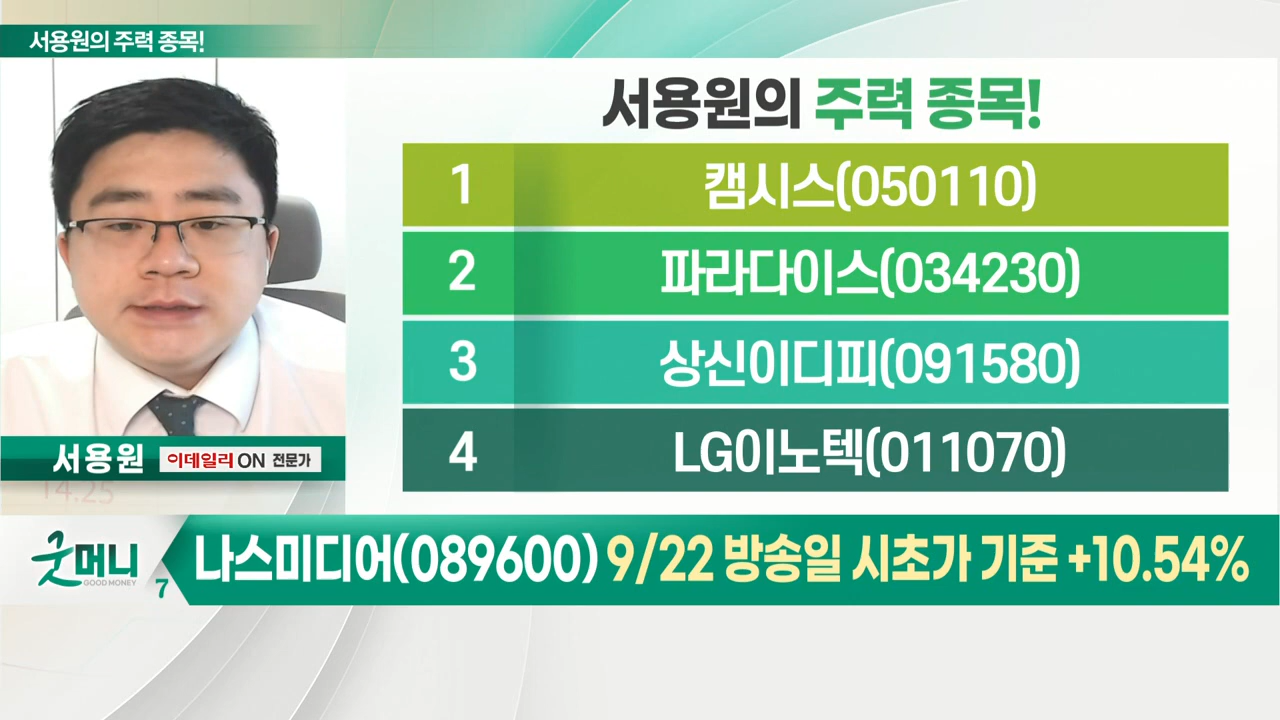 서용원의 주력 종목!
서용원의 주력 종목!
1 캠시스(050110)
2 파라다이스(034230)
3 상신이디피(091580)
4 LG이노텍(011070)
서용원 이데일리 ON 전문가
14.25
굿머니 GOOD MONEY 7
나스미디어(089600) 9/22 방송일 시초가 기준 +10.54%